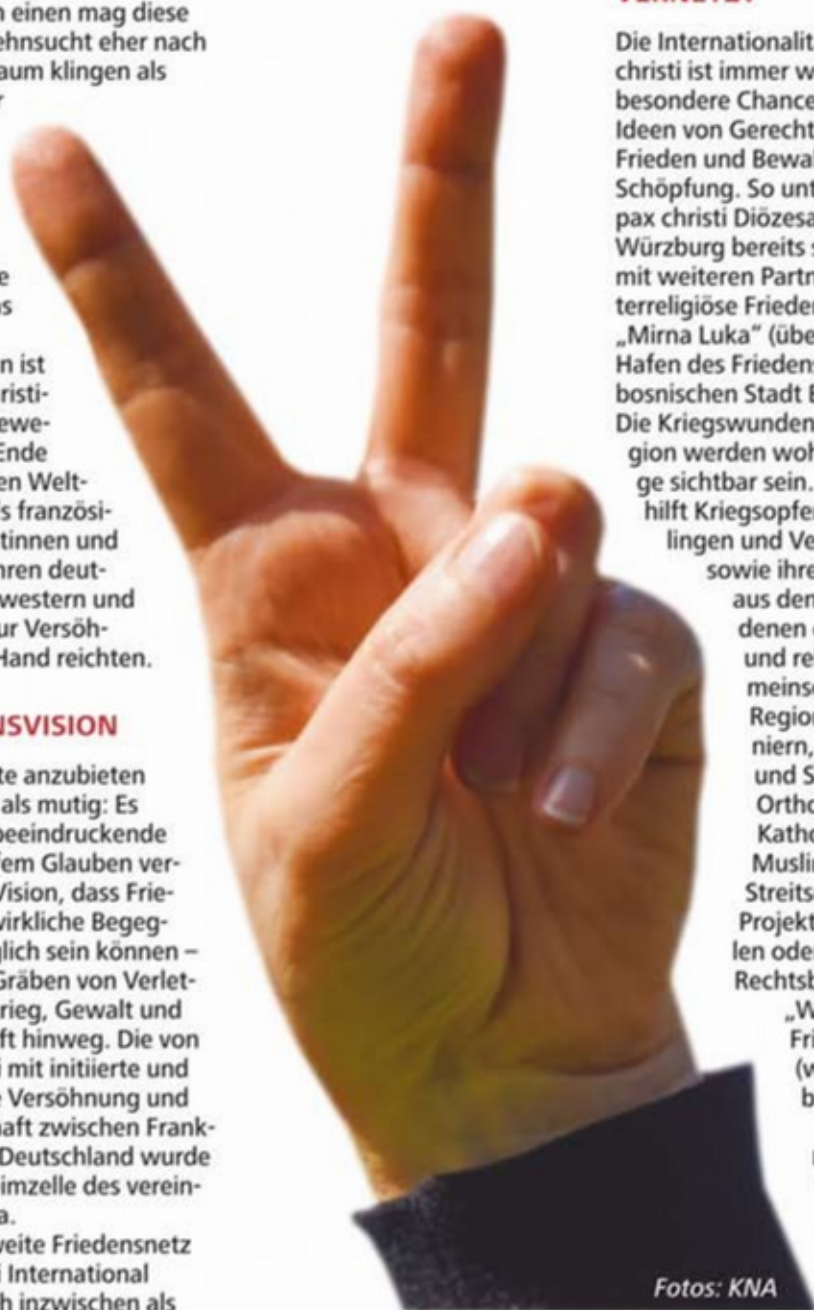 n einen mag diese
ehnsucht eher nach
aum klingen als
r
e
s
n ist
risti-
ewe-
Ende
en Welt-
s französi-
tinnen und
hren deut-
western und
ur Versöh-
Hand reichten.
NSVISION
te anzubieten
als mutig: Es
beeindruckende
fem Glauben ver-
Vision, dass Frie-
wirkliche Begeg-
glich sein können –
Gräben von Verlet-
rieg, Gewalt und
ft hinweg. Die von
i mit initiierte und
e Versöhnung und
haft zwischen Frank-
Deutschland wurde
eimzelle des verein-
a.
weite Friedensnetz
i International
h inzwischen als
Die Internationalit
christi ist immer w
besondere Chance
Ideen von Gerecht
Frieden und Bewal
Schöpfung. So unt
pax christi Diözesa
Würzburg bereits s
mit weiteren Partn
terreligiöse Frieden
„Mirna Luka“ (übe
Hafen des Friedens
bosnischen Stadt B
Die Kriegswunden
gion werden woh
ge sichtbar sein.
hilft Kriegsopfer
lingen und Ve
sowie ihre
aus den
denen
und re
meins
Region
niern,
und S
Ortho
Katho
Muslin
Streits
Projekt
len ode
Rechtsb
„W
Fri
(w
b
Fotos: KNA